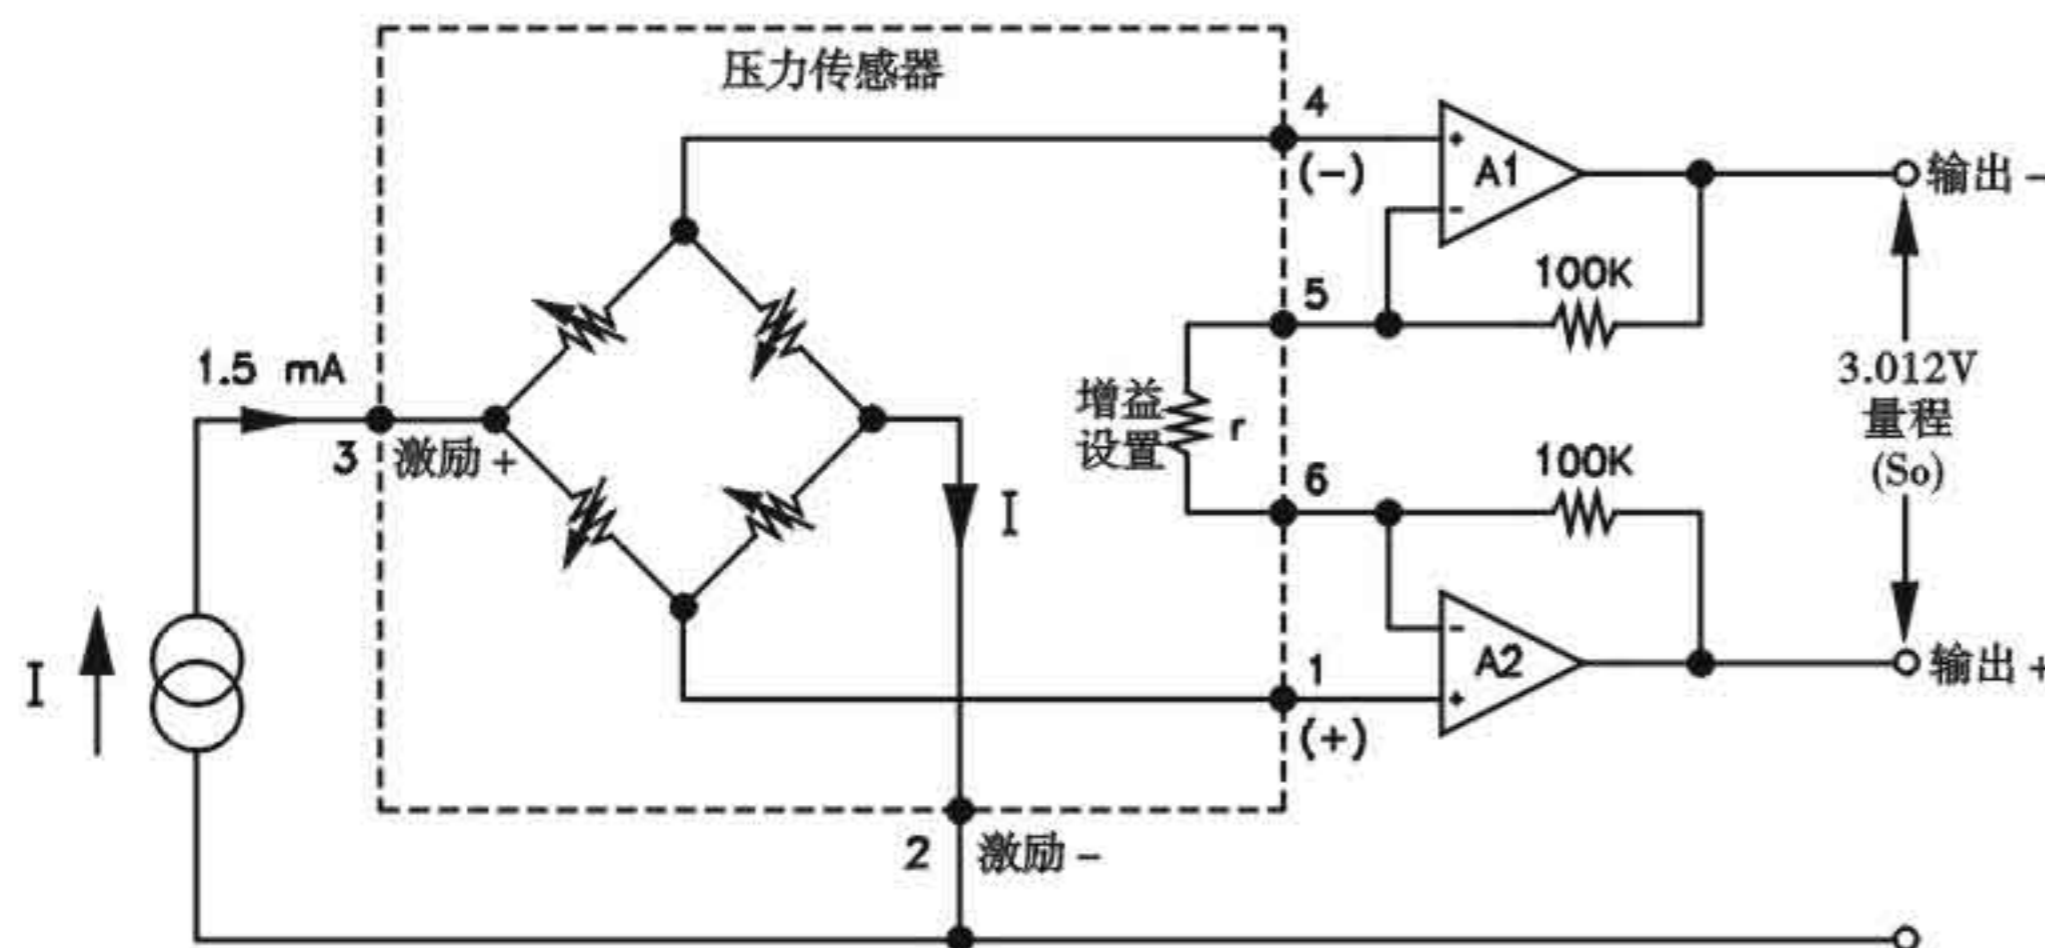 压力传感器
4
(-)
+
A1
-
输出 -
100K
5
1.5 mA
3
激励 +
增益
设置
r
3.012V
量程
(So)
I
6
100K
-
A2
+
1
(+)
输出 +
I
2
激励 -